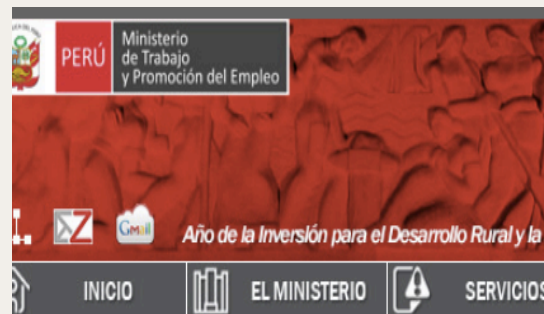 PERÚ
Ministerio
de Trabajo
y Promoción del Empleo
Z
Gmail
Año de la Inversión para el Desarrollo Rural y la
INICIO
EL MINISTERIO
SERVICIOS